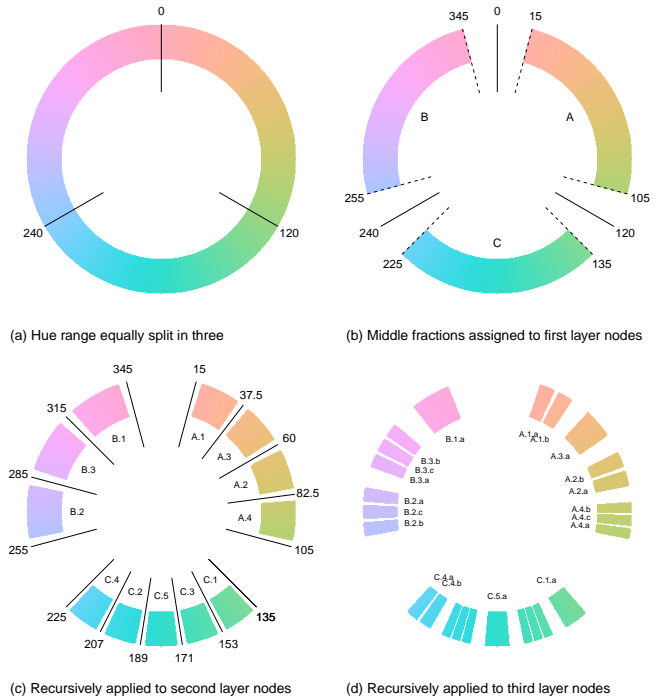 0
120
240
(a) Hue range equally split in three
345
0
15
B
A
255
105
240
120
C
225
135
(b) Middle fractions assigned to first layer nodes
345
15
315
37.5
B.1
A.1
60
B.3
A.3
285
A.2
82.5
B.2
A.4
255
105
C.4
C.1
C.2
C.5
C.3
225
135
207
153
189
171
(c) Recursively applied to second layer nodes
B.1.a
A.1.a
A.1.b
A.3.a
B.3.b
B.3.c
B.3.a
A.2.b
A.2.a
B.2.a
B.2.c
B.2.b
A.4.b
A.4.c
A.4.a
C.4.a
C.4.b
C.5.a
C.1.a
(d) Recursively applied to third layer nodes